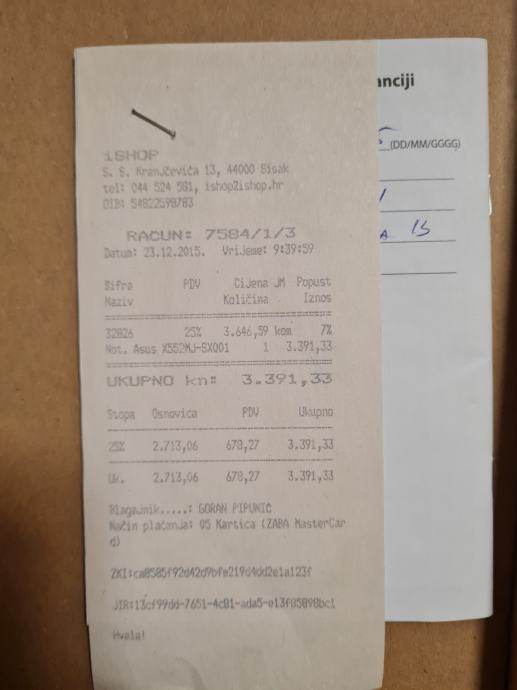 iSHOP
S. S. Kranjčevića 13, 44000 Sisak
tel: 044 524 581, ishop2ishop.hr
OIB: 54822598783
RACUN: 7584/1/3
Datum: 23.12.2015. Vrijeme: 9:39:59
Šifra PDV Cijena JM Popust
Naziv Količina Iznos
32826 25% 3.646,59 kom 7%
Not. Asus X552MJ-SX001 1 3.391,33
UKUPNO kn: 3.391,33
Stopa Osnovica PDV Ukupno
25% 2.713,06 678,27 3.391,33
Uk. 2.713,06 678,27 3.391,33
Blagajnik.....: GORAN PIPUNIĆ
Način plaćanja: 05 Kartica (ZABA MasterCar
d)
ZKI:ca8585f92d42d9bfe219d4dd2e1a123f
JIR:13cf99dd-7651-4c81-ada5-e13f85898bc1
Hvala!
anciji
(DD/MM/GGGG)